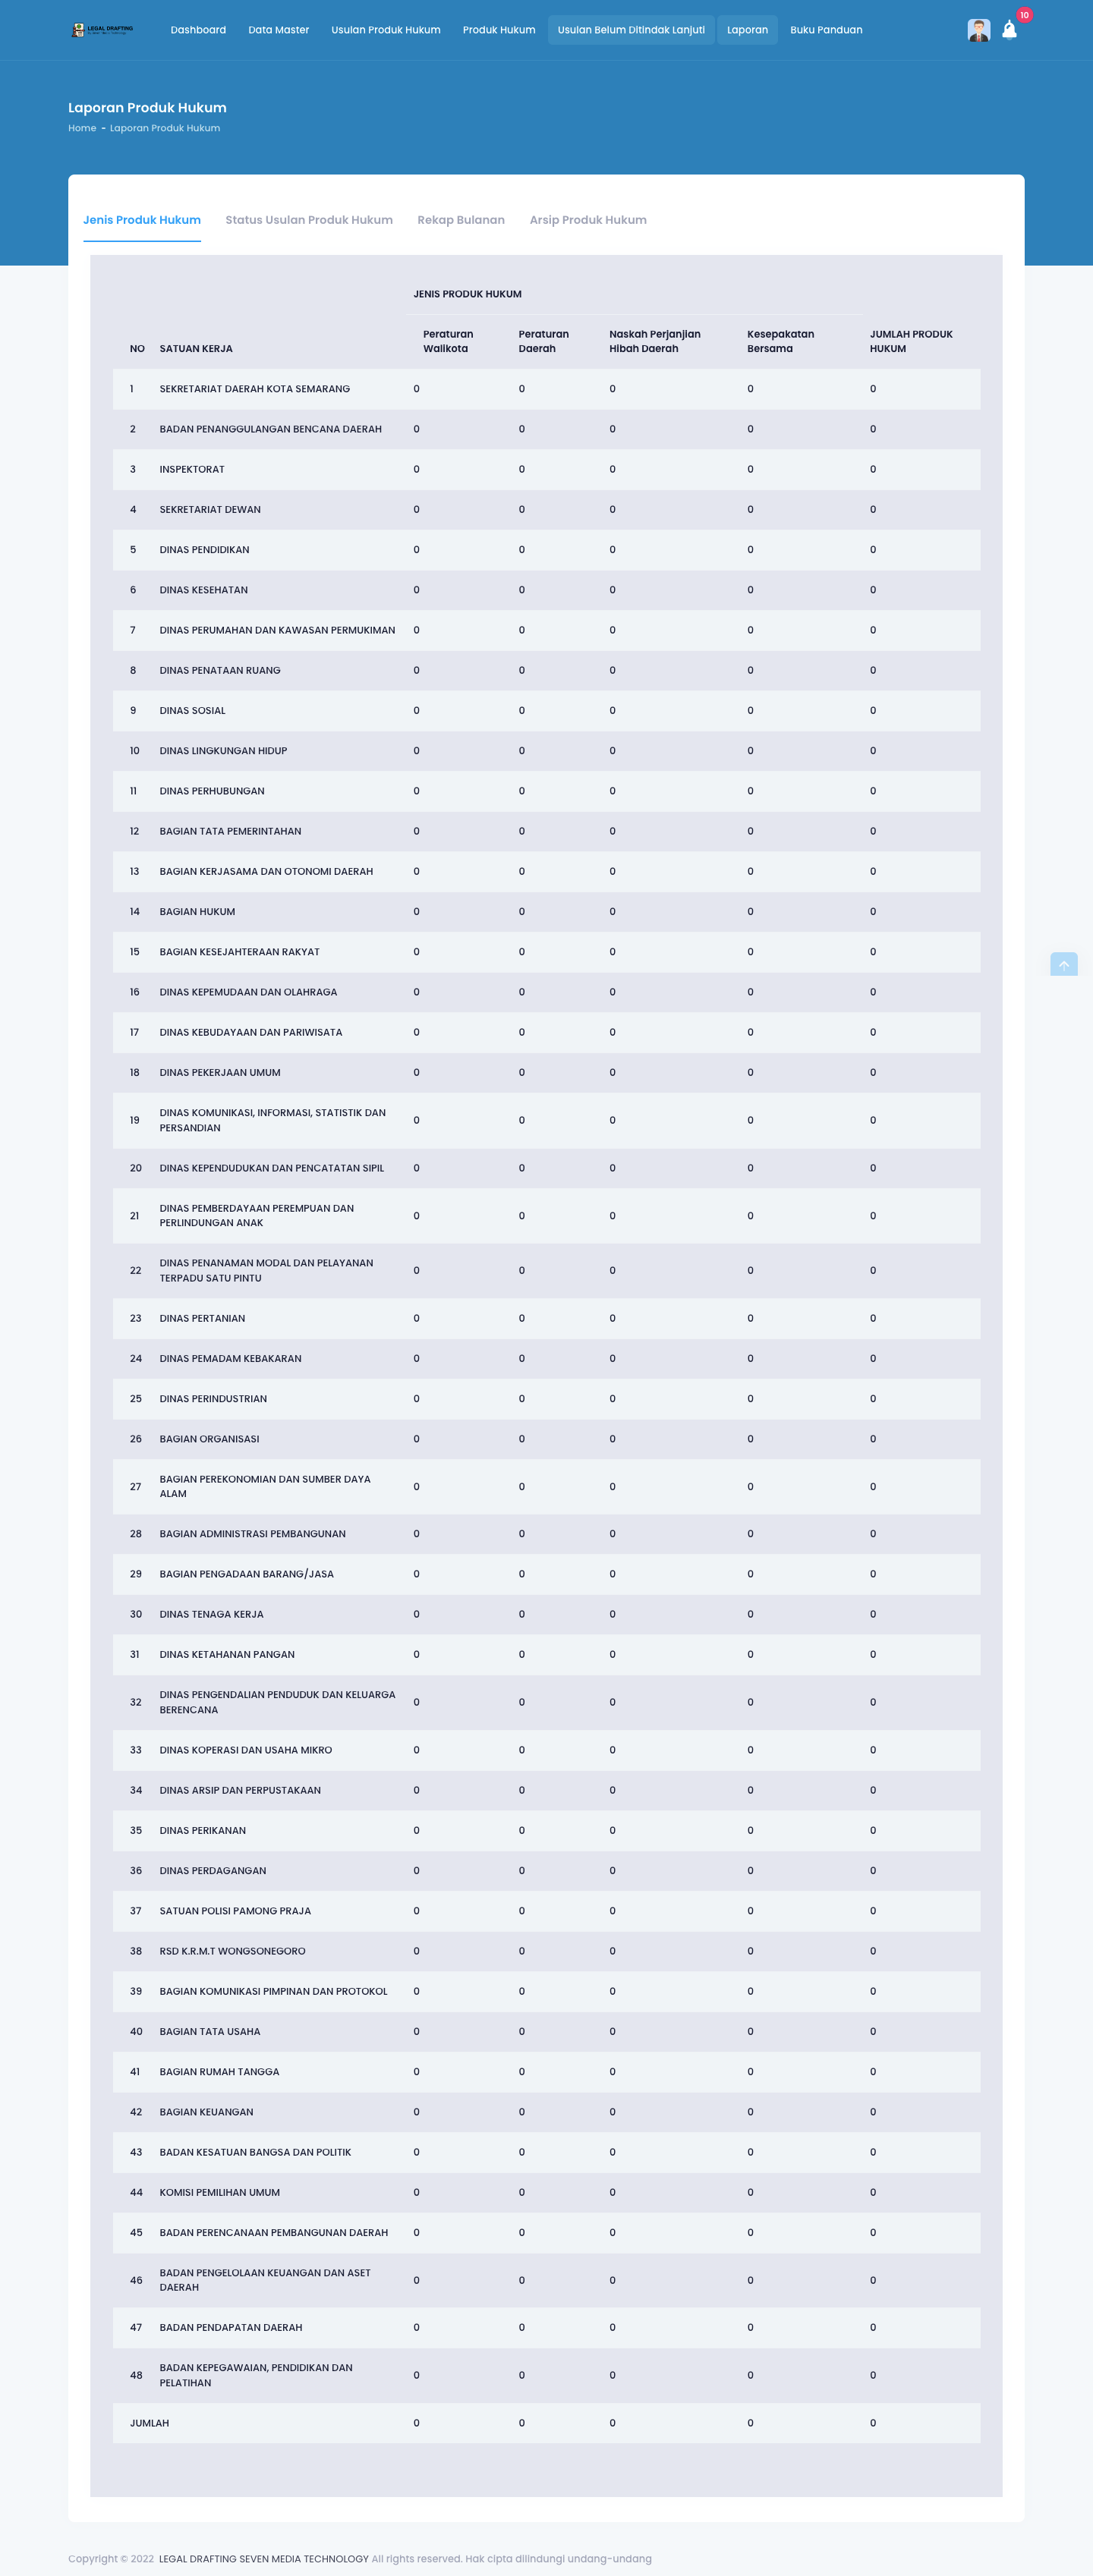 LEGAL DRAFTING
Dashboard Data Master Usulan Produk Hukum Produk Hukum Usulan Belum Ditindak Lanjuti Laporan Buku Panduan 10
Laporan Produk Hukum
Home - Laporan Produk Hukum
Jenis Produk Hukum Status Usulan Produk Hukum Rekap Bulanan Arsip Produk Hukum
JENIS PRODUK HUKUM
NO SATUAN KERJA Peraturan Walikota Peraturan Daerah Naskah Perjanjian Hibah Daerah Kesepakatan Bersama JUMLAH PRODUK HUKUM
1 SEKRETARIAT DAERAH KOTA SEMARANG 0 0 0 0 0
2 BADAN PENANGGULANGAN BENCANA DAERAH 0 0 0 0 0
3 INSPEKTORAT 0 0 0 0 0
4 SEKRETARIAT DEWAN 0 0 0 0 0
5 DINAS PENDIDIKAN 0 0 0 0 0
6 DINAS KESEHATAN 0 0 0 0 0
7 DINAS PERUMAHAN DAN KAWASAN PERMUKIMAN 0 0 0 0 0
8 DINAS PENATAAN RUANG 0 0 0 0 0
9 DINAS SOSIAL 0 0 0 0 0
10 DINAS LINGKUNGAN HIDUP 0 0 0 0 0
11 DINAS PERHUBUNGAN 0 0 0 0 0
12 BAGIAN TATA PEMERINTAHAN 0 0 0 0 0
13 BAGIAN KERJASAMA DAN OTONOMI DAERAH 0 0 0 0 0
14 BAGIAN HUKUM 0 0 0 0 0
15 BAGIAN KESEJAHTERAAN RAKYAT 0 0 0 0 0
16 DINAS KEPEMUDAAN DAN OLAHRAGA 0 0 0 0 0
17 DINAS KEBUDAYAAN DAN PARIWISATA 0 0 0 0 0
18 DINAS PEKERJAAN UMUM 0 0 0 0 0
19 DINAS KOMUNIKASI, INFORMASI, STATISTIK DAN PERSANDIAN 0 0 0 0 0
20 DINAS KEPENDUDUKAN DAN PENCATATAN SIPIL 0 0 0 0 0
21 DINAS PEMBERDAYAAN PEREMPUAN DAN PERLINDUNGAN ANAK 0 0 0 0 0
22 DINAS PENANAMAN MODAL DAN PELAYANAN TERPADU SATU PINTU 0 0 0 0 0
23 DINAS PERTANIAN 0 0 0 0 0
24 DINAS PEMADAM KEBAKARAN 0 0 0 0 0
25 DINAS PERINDUSTRIAN 0 0 0 0 0
26 BAGIAN ORGANISASI 0 0 0 0 0
27 BAGIAN PEREKONOMIAN DAN SUMBER DAYA ALAM 0 0 0 0 0
28 BAGIAN ADMINISTRASI PEMBANGUNAN 0 0 0 0 0
29 BAGIAN PENGADAAN BARANG/JASA 0 0 0 0 0
30 DINAS TENAGA KERJA 0 0 0 0 0
31 DINAS KETAHANAN PANGAN 0 0 0 0 0
32 DINAS PENGENDALIAN PENDUDUK DAN KELUARGA BERENCANA 0 0 0 0 0
33 DINAS KOPERASI DAN USAHA MIKRO 0 0 0 0 0
34 DINAS ARSIP DAN PERPUSTAKAAN 0 0 0 0 0
35 DINAS PERIKANAN 0 0 0 0 0
36 DINAS PERDAGANGAN 0 0 0 0 0
37 SATUAN POLISI PAMONG PRAJA 0 0 0 0 0
38 RSD K.R.M.T WONGSONEGORO 0 0 0 0 0
39 BAGIAN KOMUNIKASI PIMPINAN DAN PROTOKOL 0 0 0 0 0
40 BAGIAN TATA USAHA 0 0 0 0 0
41 BAGIAN RUMAH TANGGA 0 0 0 0 0
42 BAGIAN KEUANGAN 0 0 0 0 0
43 BADAN KESATUAN BANGSA DAN POLITIK 0 0 0 0 0
44 KOMISI PEMILIHAN UMUM 0 0 0 0 0
45 BADAN PERENCANAAN PEMBANGUNAN DAERAH 0 0 0 0 0
46 BADAN PENGELOLAAN KEUANGAN DAN ASET DAERAH 0 0 0 0 0
47 BADAN PENDAPATAN DAERAH 0 0 0 0 0
48 BADAN KEPEGAWAIAN, PENDIDIKAN DAN PELATIHAN 0 0 0 0 0
JUMLAH 0 0 0 0 0
Copyright © 2022 LEGAL DRAFTING SEVEN MEDIA TECHNOLOGY All rights reserved. Hak cipta dilindungi undang-undang